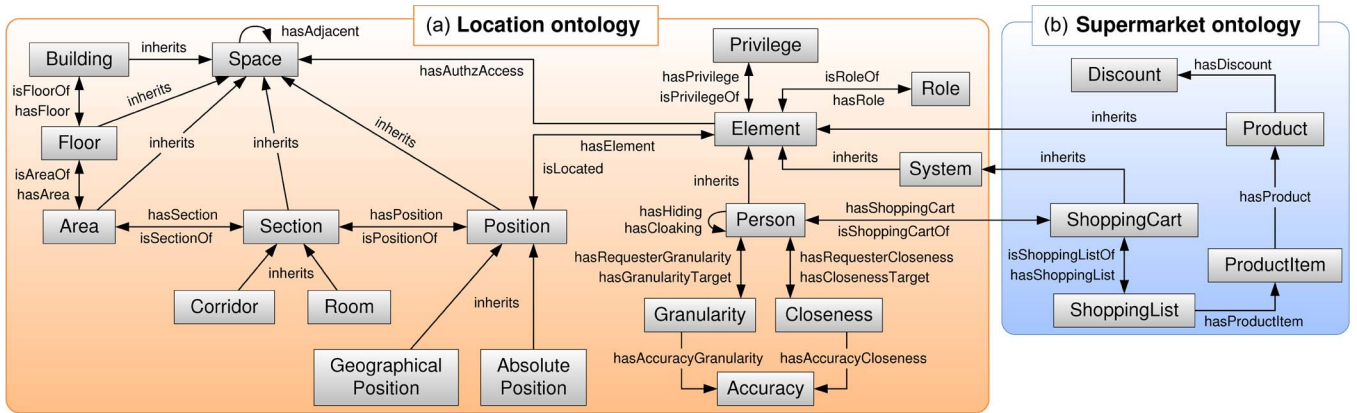 (a) Location ontology
(b) Supermarket ontology
Building
inherits
Space
hasAdjacent
isFloorOf
hasFloor
inherits
Floor
isAreaOf
hasArea
inherits
inherits
inherits
Area
hasSection
isSectionOf
Section
hasPosition
isPositionOf
Position
inherits
Corridor
Room
inherits
Geographical
Position
Absolute
Position
hasAuthzAccess
Privilege
hasPrivilege
isPrivilegeOf
isRoleOf
hasRole
Role
Element
hasElement
isLocated
inherits
inherits
System
hasHiding
hasCloaking
Person
hasShoppingCart
isShoppingCartOf
hasRequesterGranularity
hasGranularityTarget
hasRequesterCloseness
hasClosenessTarget
Granularity
Closeness
hasAccuracyGranularity
hasAccuracyCloseness
Accuracy
Discount
hasDiscount
inherits
Product
inherits
hasProduct
ShoppingCart
isShoppingListOf
hasShoppingList
ProductItem
ShoppingList
hasProductItem